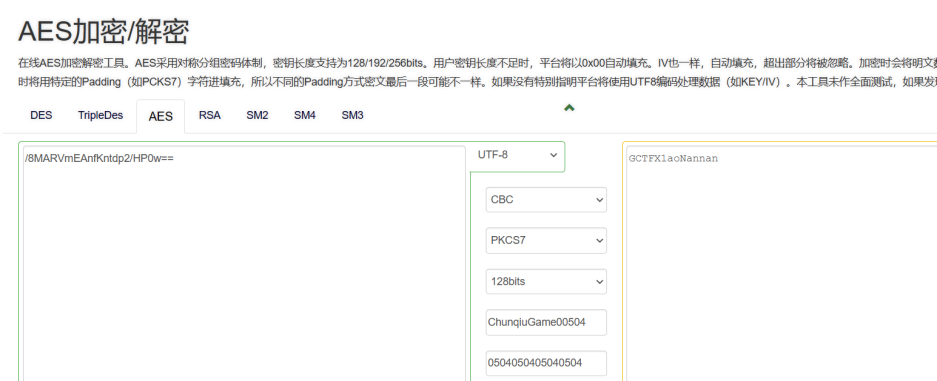 AES加密/解密
在线AES加密解密工具。AES采用对称分组密码体制，密钥长度支持为128/192/256bits。用户密钥长度不足时，平台将以0x00自动填充。IV也一样，自动填充，超出部分将被忽略。加密时会将明文数
时将用特定的Padding（如PCKS7）字符进填充，所以不同的Padding方式密文最后一段可能不一样。如果没有特别指明平台将使用UTF8编码处理数据（如KEY/IV）。本工具未作全面测试，如果发现
DES TripleDes AES RSA SM2 SM4 SM3
/8MARVmEAnfKntdp2/HP0w== UTF-8 GCTFX1aoNannan
CBC
PKCS7
128bits
ChunqiuGame00504
0504050405040504